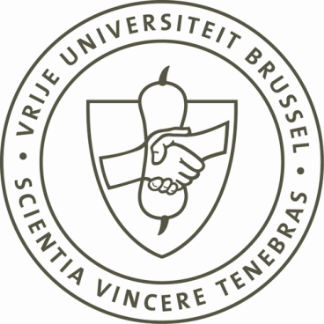 VRIJE UNIVERSITEIT BRUSSEL
SCIENTIA VINCERE TENEBRAS